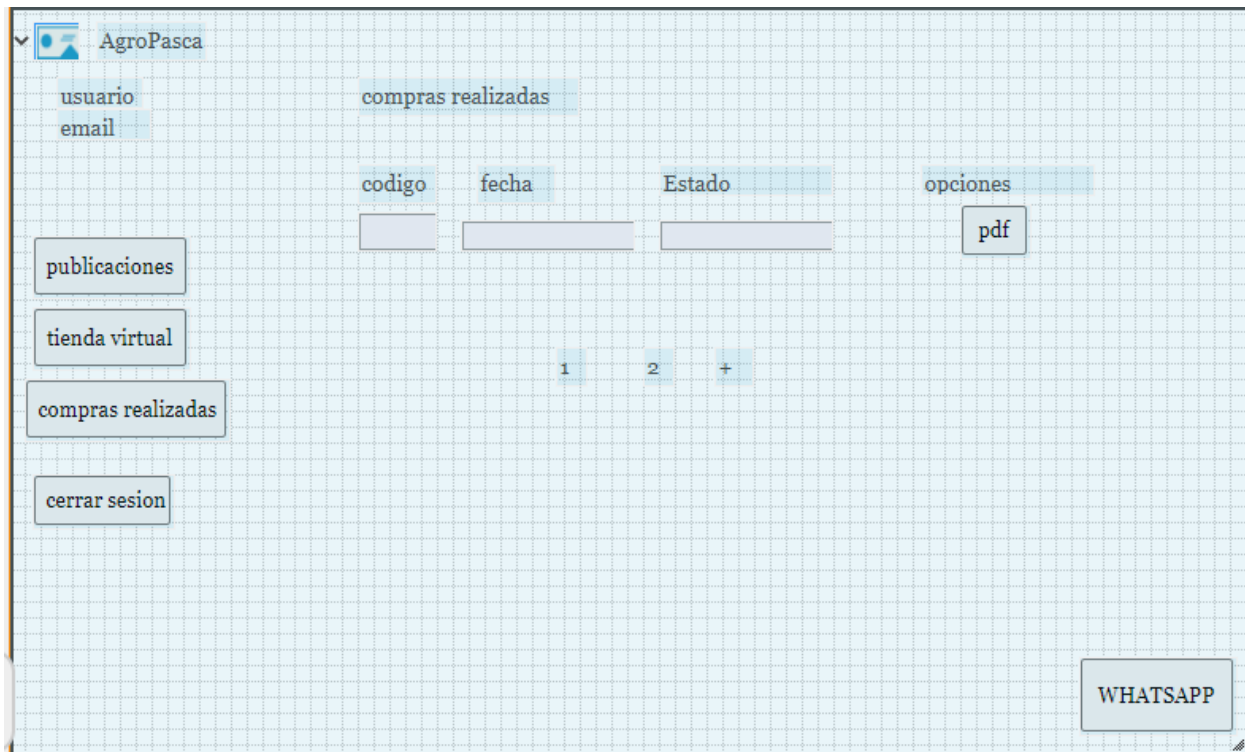 AgroPasca
usuario
email
compras realizadas
codigo fecha Estado opciones
pdf
publicaciones
tienda virtual
compras realizadas
cerrar sesion
1 2 +
WHATSAPP